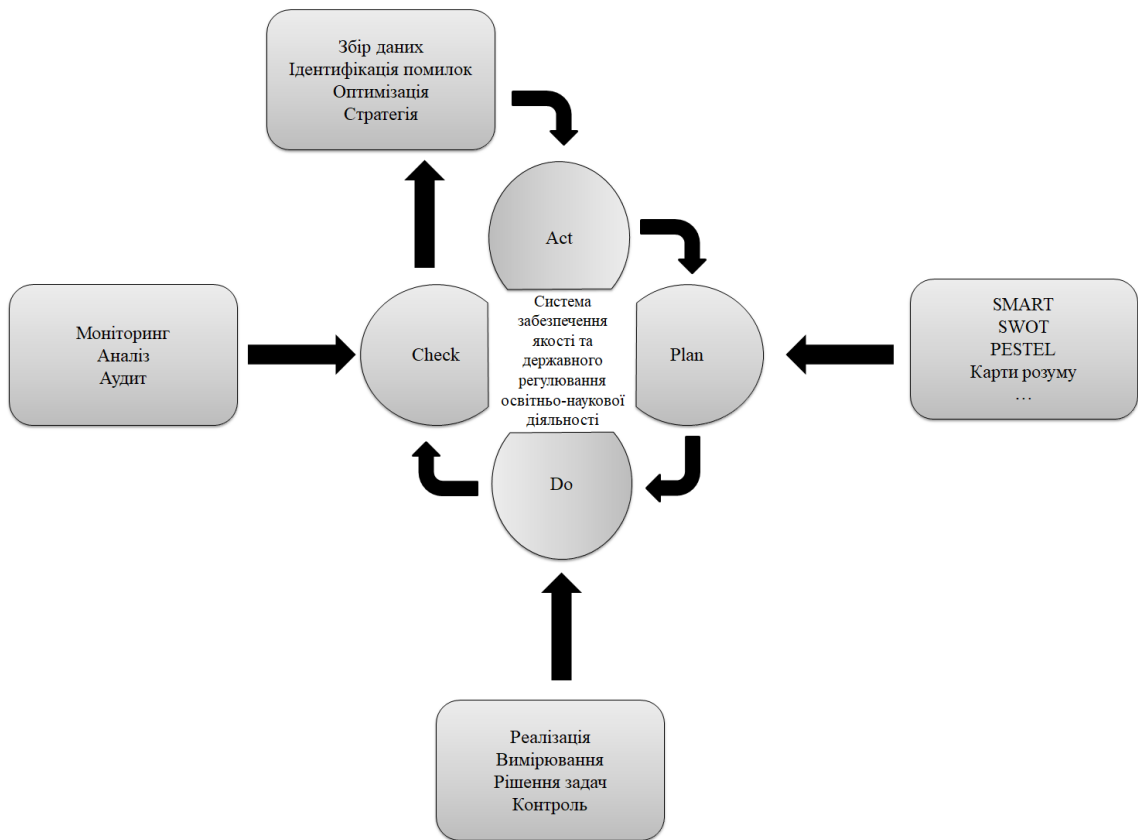 Збір даних
Ідентифікація помилок
Оптимізація
Стратегія
Act
Моніторинг
Аналіз
Аудит
Check
Система
забезпечення
якості та
державного
регулювання
освітньо-наукової
діяльності
Plan
SMART
SWOT
PESTEL
Карти розуму
…
Do
Реалізація
Вимірювання
Рішення задач
Контроль